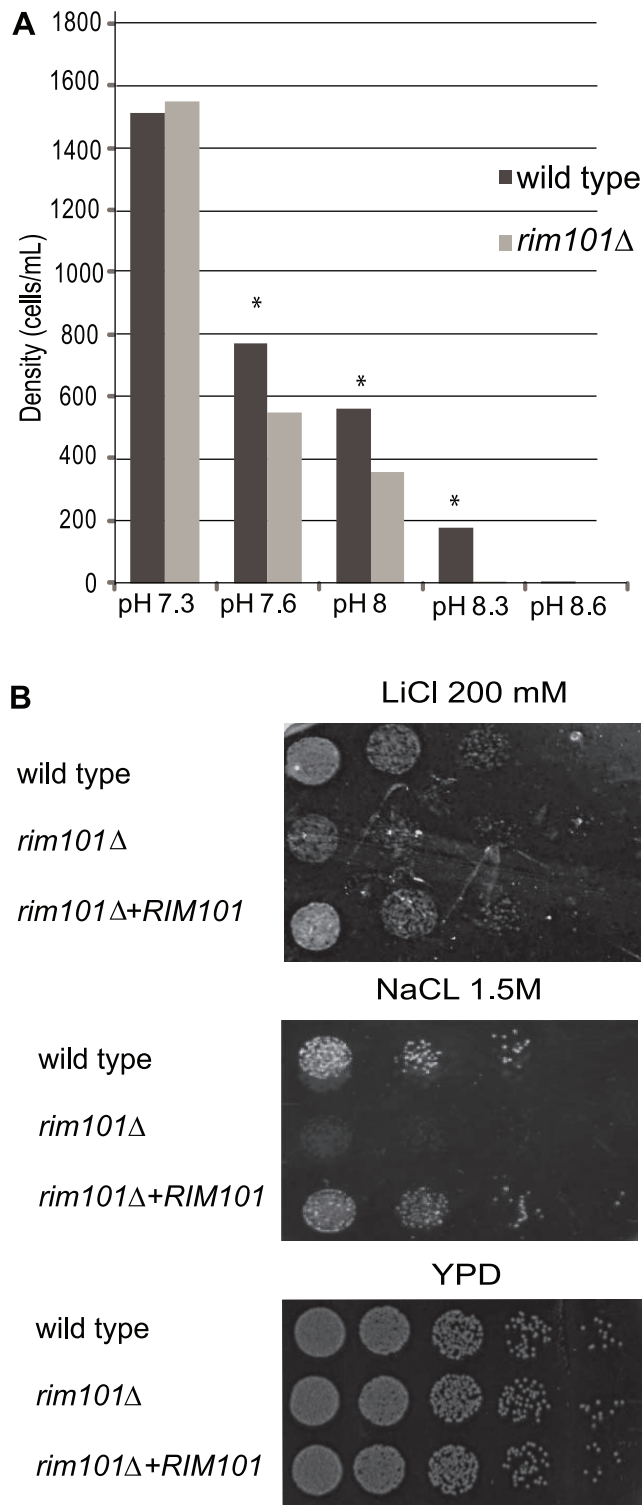 A
1800
1600
1400
1200
1000
800
600
400
200
0
Density (cells/mL)
wild type
rim101Δ
*
*
*
pH 7.3 pH 7.6 pH 8 pH 8.3 pH 8.6
B
LiCl 200 mM
wild type
rim101Δ
rim101Δ+RIM101
NaCL 1.5M
wild type
rim101Δ
rim101Δ+RIM101
YPD
wild type
rim101Δ
rim101Δ+RIM101